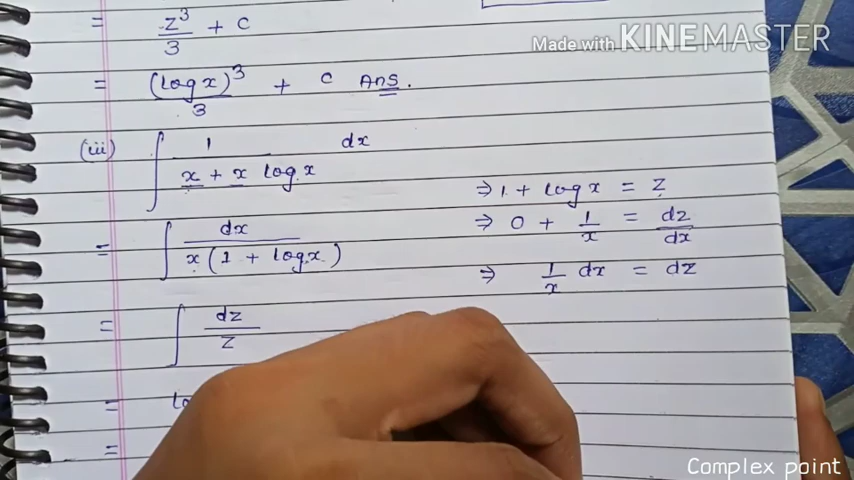 = z³/3 + c
Made with KINEMASTER
= (log x)³/3 + c Ans.
(iii) ∫ 1/(x + x log x) dx
⇒ 1 + log x = z
⇒ 0 + 1/x = dz/dx
= ∫ dx/(x(1 + log x))
⇒ 1/x dx = dz
= ∫ dz/z
= lo
=
Complex point